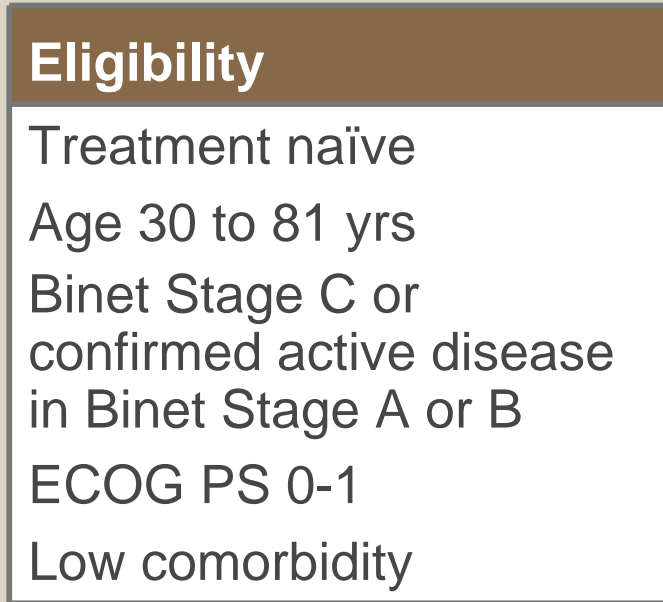 Eligibility
Treatment naïve
Age 30 to 81 yrs
Binet Stage C or
confirmed active disease
in Binet Stage A or B
ECOG PS 0-1
Low comorbidity